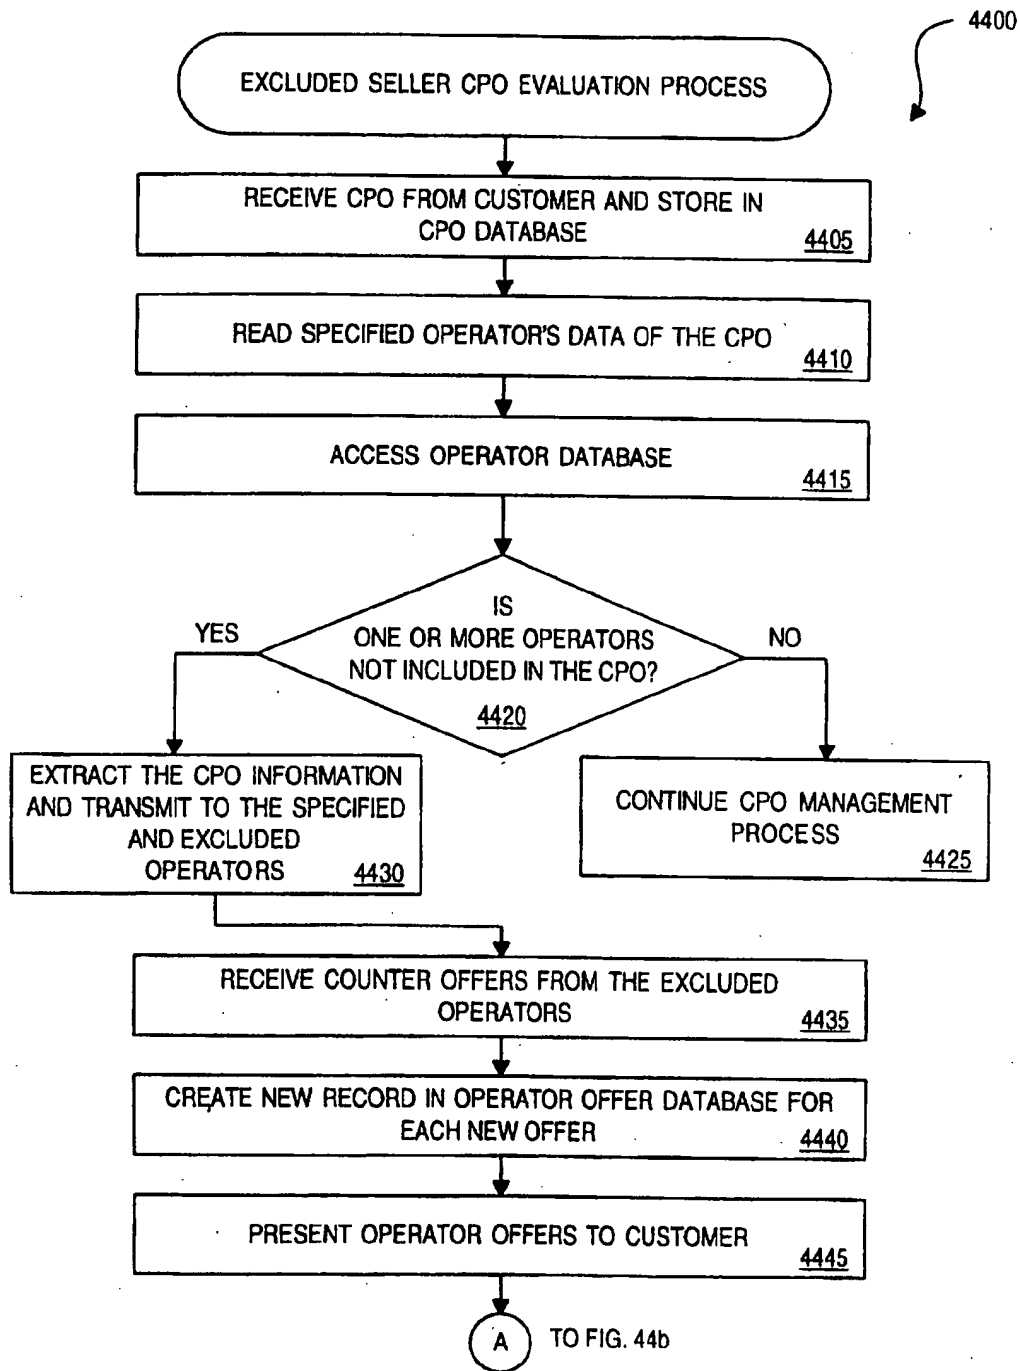 4400
EXCLUDED SELLER CPO EVALUATION PROCESS
RECEIVE CPO FROM CUSTOMER AND STORE IN
CPO DATABASE
4405
READ SPECIFIED OPERATOR'S DATA OF THE CPO
4410
ACCESS OPERATOR DATABASE
4415
IS
ONE OR MORE OPERATORS
NOT INCLUDED IN THE CPO?
4420
YES
NO
EXTRACT THE CPO INFORMATION
AND TRANSMIT TO THE SPECIFIED
AND EXCLUDED
OPERATORS
4430
CONTINUE CPO MANAGEMENT
PROCESS
4425
RECEIVE COUNTER OFFERS FROM THE EXCLUDED
OPERATORS
4435
CREATE NEW RECORD IN OPERATOR OFFER DATABASE FOR
EACH NEW OFFER
4440
PRESENT OPERATOR OFFERS TO CUSTOMER
4445
A
TO FIG. 44b